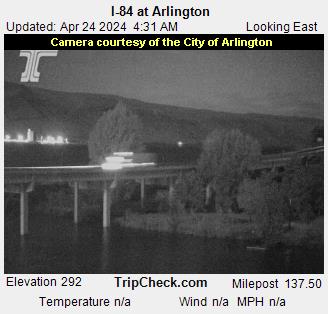 I-84 at Arlington
Updated: Apr 24 2024 4:31 AM Looking East
Camera courtesy of the City of Arlington
Elevation 292 TripCheck.com Milepost 137.50
Temperature n/a Wind n/a MPH n/a